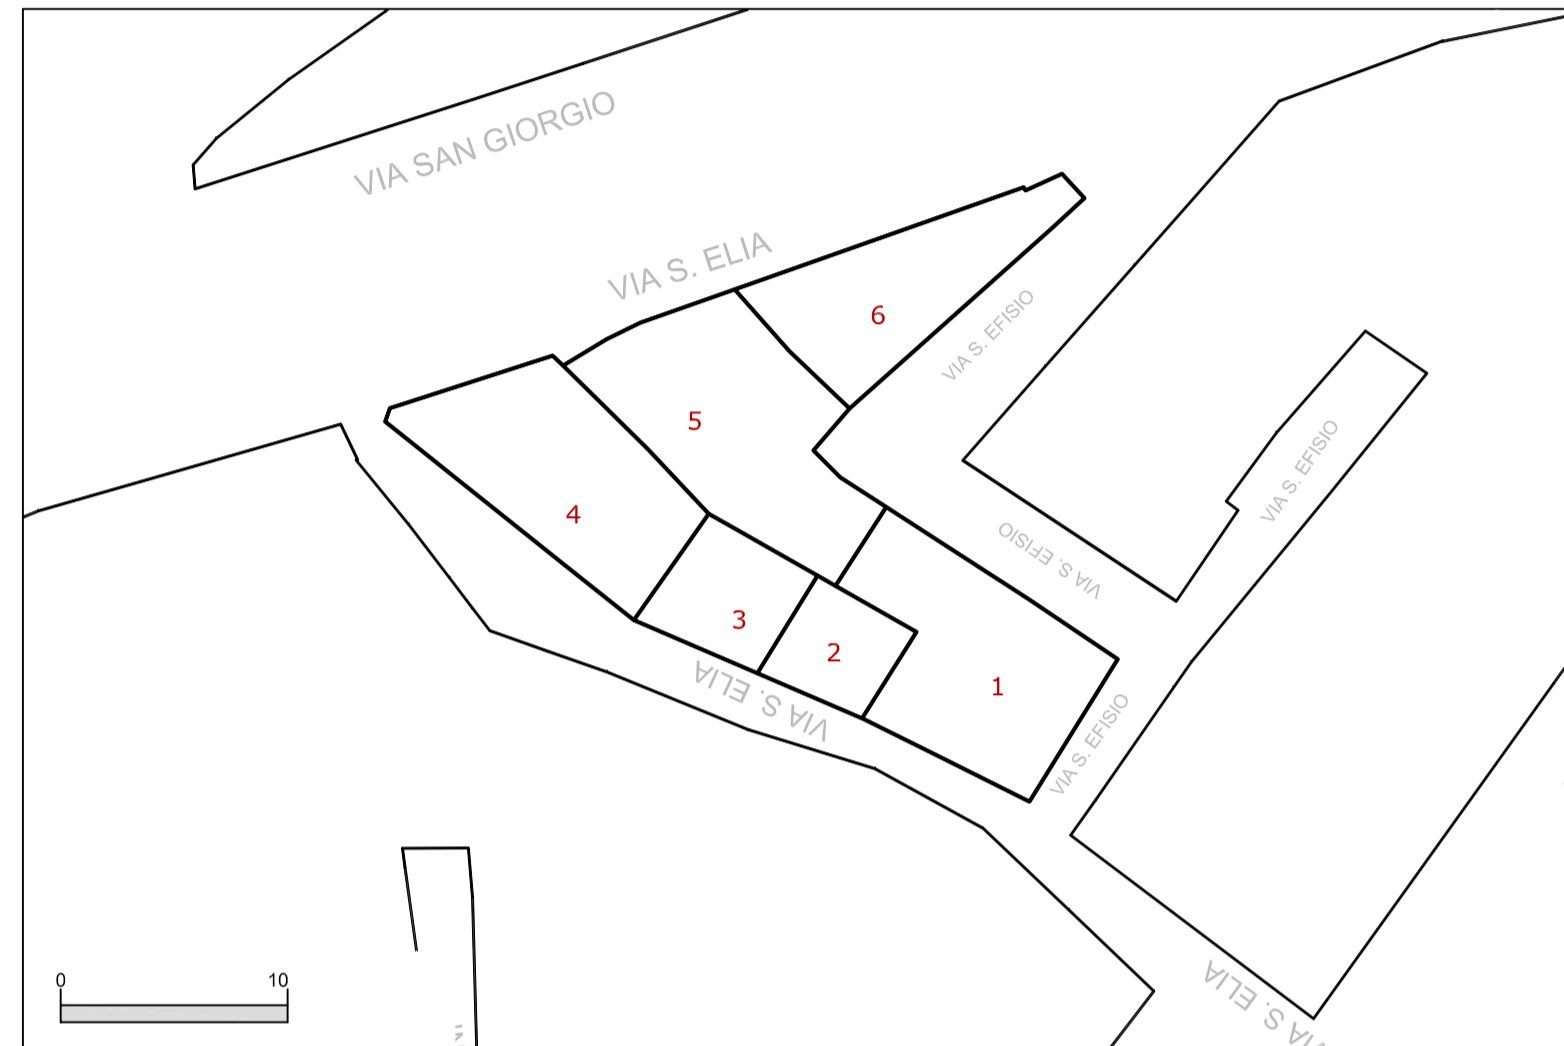 VIA SAN GIORGIO
VIA S. ELIA
6
VIA S. EFISIO
5
4
VIA S. EFISIO
VIA S. EFISIO
3
2
1
VIA S. ELIA
VIA S. EFISIO
0 10
VIA S. ELIA